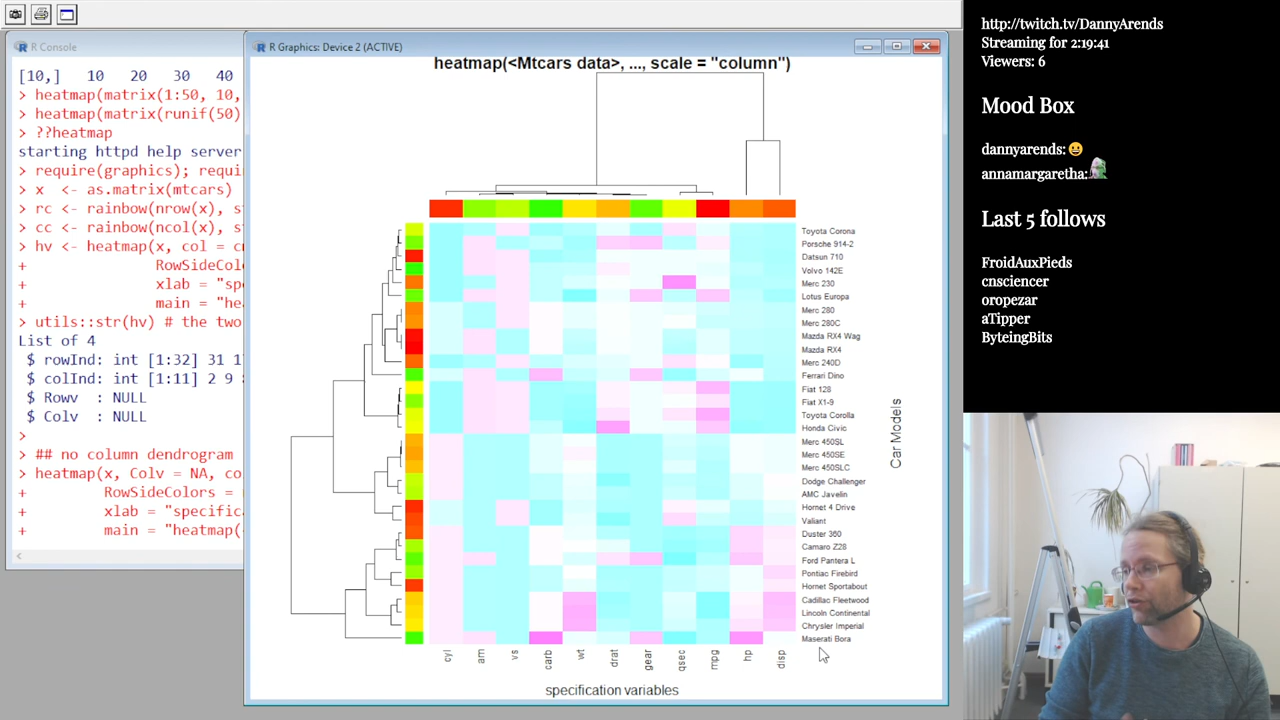 R Console
[10,] 10 20 30 40
> heatmap(matrix(1:50, 10,
> heatmap(matrix(runif(50)
> ??heatmap
starting httpd help server
> require(graphics); requi
> x <- as.matrix(mtcars)
> rc <- rainbow(nrow(x), s
> cc <- rainbow(ncol(x), s
> hv <- heatmap(x, col = c
+ RowSideColo
+ xlab = "spe
+ main = "hea
> utils::str(hv) # the two
List of 4
$ rowInd: int [1:32] 31 1
$ colInd: int [1:11] 2 9
$ Rowv : NULL
$ Colv : NULL
>
> ## no column dendrogram
> heatmap(x, Colv = NA, co
+ RowSideColors =
+ xlab = "specific
+ main = "heatmap(
R Graphics: Device 2 (ACTIVE)
heatmap(<Mtcars data>, ..., scale = "column")
Toyota Corona
Porsche 914-2
Datsun 710
Volvo 142E
Merc 230
Lotus Europa
Merc 280
Merc 280C
Mazda RX4 Wag
Mazda RX4
Merc 240D
Ferrari Dino
Fiat 128
Fiat X1-9
Toyota Corolla
Honda Civic
Merc 450SL
Merc 450SE
Merc 450SLC
Dodge Challenger
AMC Javelin
Hornet 4 Drive
Valiant
Duster 360
Camaro Z28
Ford Pantera L
Pontiac Firebird
Hornet Sportabout
Cadillac Fleetwood
Lincoln Continental
Chrysler Imperial
Maserati Bora
Car Models
cyl am vs carb wt drat gear qsec mpg hp disp
specification variables
http://twitch.tv/DannyArends
Streaming for 2:19:41
Viewers: 6
Mood Box
dannyarends:
annamargaretha:
Last 5 follows
FroidAuxPieds
cnsciencer
oropezar
aTipper
ByteingBits